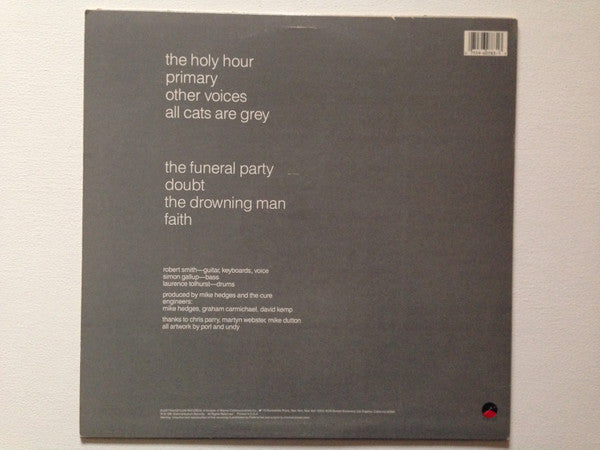 the holy hour
primary
other voices
all cats are grey
the funeral party
doubt
the drowning man
faith
robert smith—guitar, keyboards, voice
simon gallup—bass
laurence tolhurst—drums
produced by mike hedges and the cure
engineers:
mike hedges, graham carmichael, david kemp
thanks to chris parry, martyn webster, mike dutton
all artwork by porl and undy